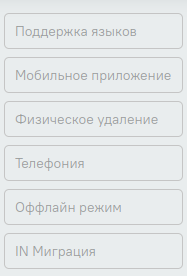 Поддержка языков
Мобильное приложение
Физическое удаление
Телефония
Оффлайн режим
IN Миграция